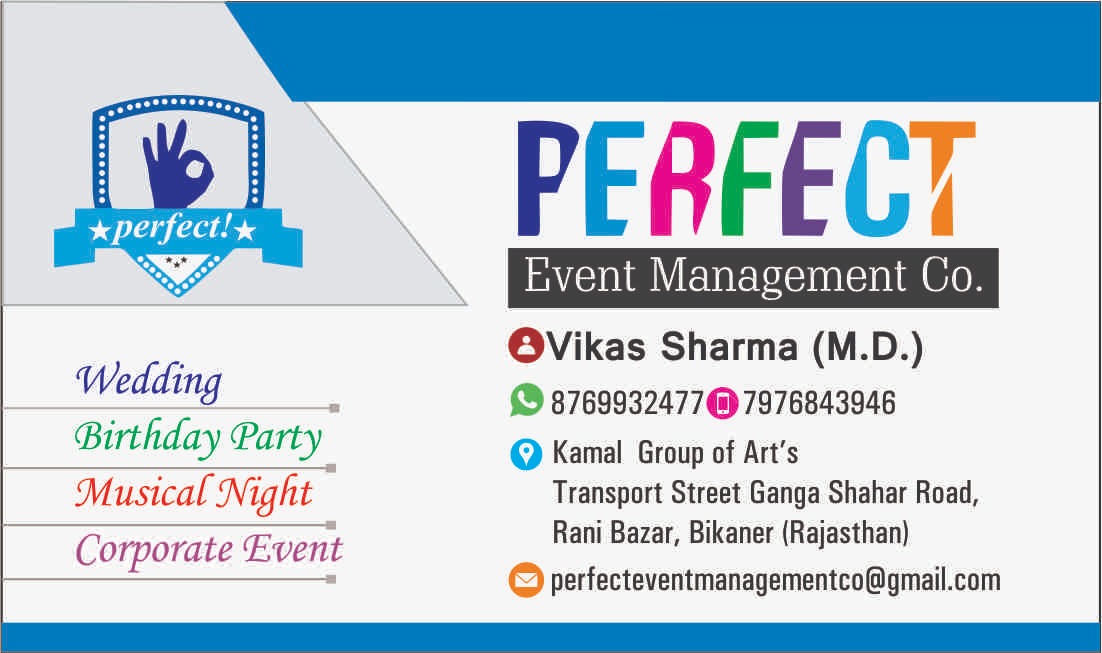 perfect!
PERFECT
Event Management Co.
Vikas Sharma (M.D.)
8769932477 7976843946
Kamal Group of Art's
Transport Street Ganga Shahar Road,
Rani Bazar, Bikaner (Rajasthan)
perfecteventmanagementco@gmail.com
Wedding
Birthday Party
Musical Night
Corporate Event